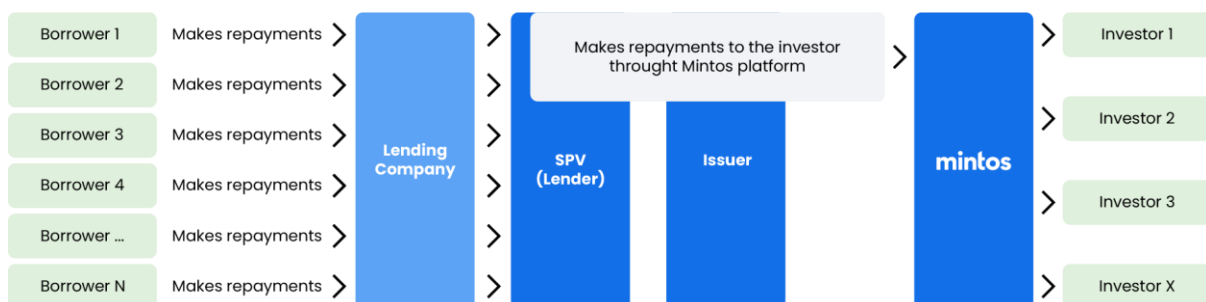 Borrower 1 Makes repayments
Borrower 2 Makes repayments
Borrower 3 Makes repayments
Borrower 4 Makes repayments
Borrower ... Makes repayments
Borrower N Makes repayments
Lending
Company
SPV
(Lender)
Issuer
Makes repayments to the investor
throught Mintos platform
mintos
Investor 1
Investor 2
Investor 3
Investor X